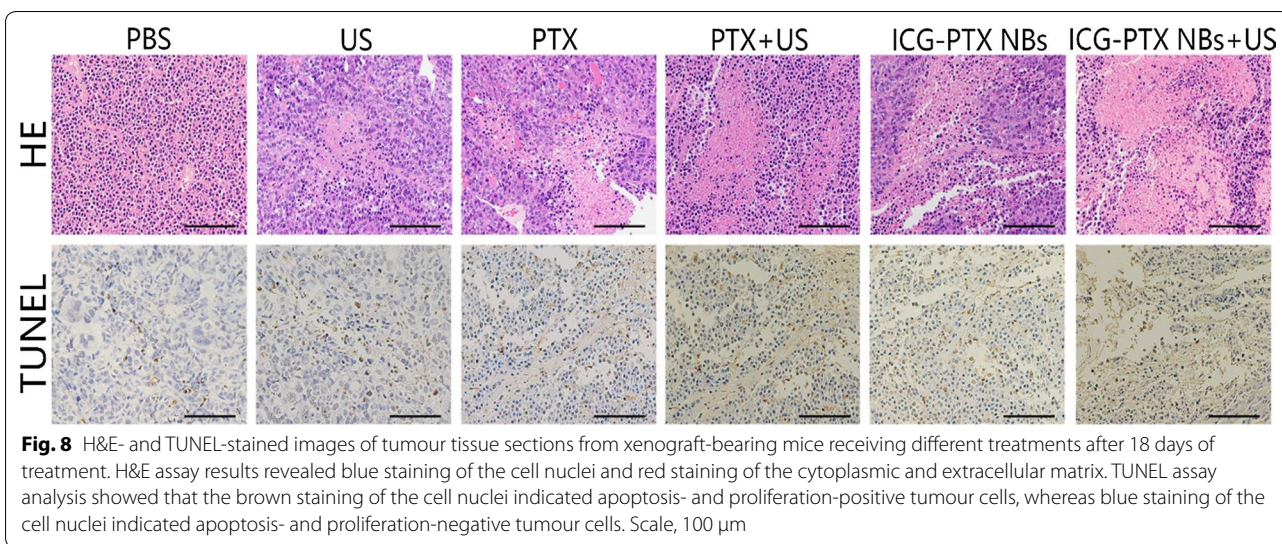 PBS US PTX PTX+US ICG-PTX NBs ICG-PTX NBs+US
HE
TUNEL
Fig. 8 H&E- and TUNEL-stained images of tumour tissue sections from xenograft-bearing mice receiving different treatments after 18 days of
treatment. H&E assay results revealed blue staining of the cell nuclei and red staining of the cytoplasmic and extracellular matrix. TUNEL assay
analysis showed that the brown staining of the cell nuclei indicated apoptosis- and proliferation-positive tumour cells, whereas blue staining of the
cell nuclei indicated apoptosis- and proliferation-negative tumour cells. Scale, 100 μm